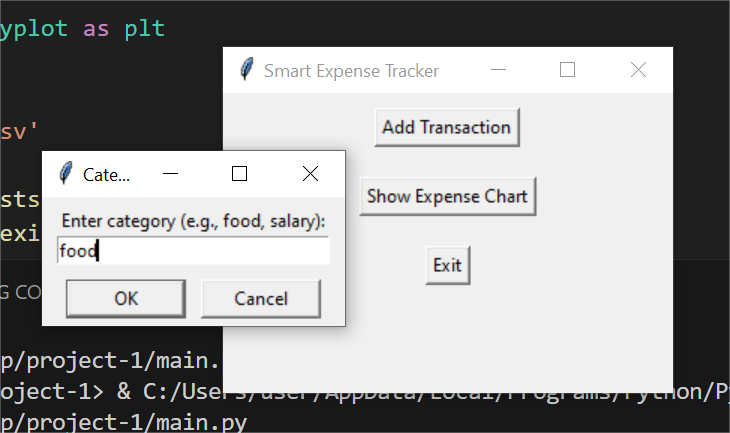 yplot as plt
Smart Expense Tracker
Add Transaction
sv'
Cate...
Show Expense Chart
sts
Enter category (e.g., food, salary):
exi
food
Exit
G CO
OK Cancel
p/project-1/main.
oject-1> & C:/Users/user/AppData/Local/Programs/Python/Py
p/project-1/main.py